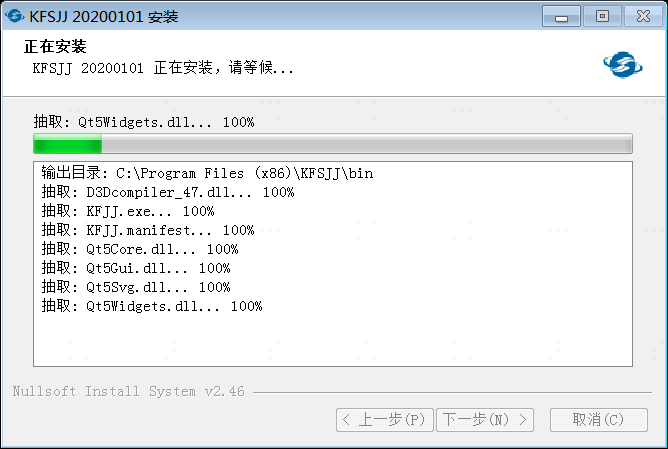 KFSJJ 20200101 安装
正在安装
KFSJJ 20200101 正在安装，请等候...
抽取: Qt5Widgets.dll... 100%
输出目录: C:\Program Files (x86)\KFSJJ\bin
抽取: D3Dcompiler_47.dll... 100%
抽取: KFJJ.exe... 100%
抽取: KFJJ.manifest... 100%
抽取: Qt5Core.dll... 100%
抽取: Qt5Gui.dll... 100%
抽取: Qt5Svg.dll... 100%
抽取: Qt5Widgets.dll... 100%
Nullsoft Install System v2.46
< 上一步(P) 下一步(N) > 取消(C)